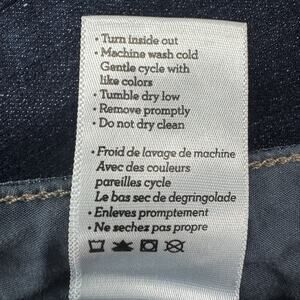 • Turn inside out
• Machine wash cold
Gentle cycle with
like colors
• Tumble dry low
• Remove promptly
• Do not dry clean
• Froid de lavage de machine
Avec des couleurs
pareilles cycle
Le bas sec de degringolade
• Enleves promptement
• Ne sechez pas propre